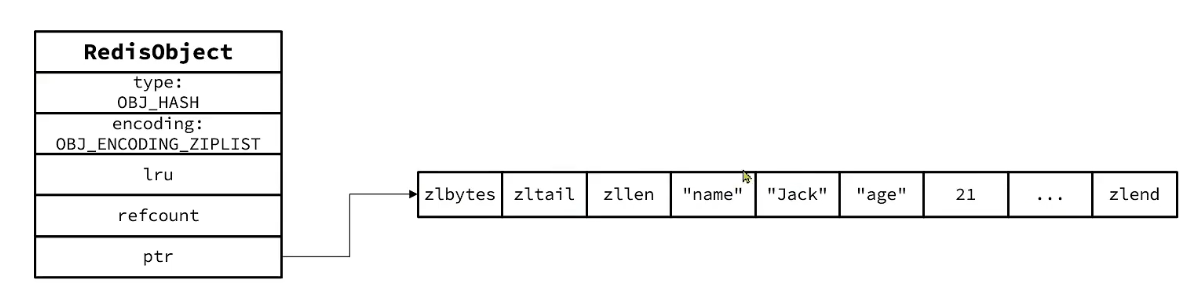 RedisObject
type:
OBJ_HASH
encoding:
OBJ_ENCODING_ZIPLIST
lru
refcount
ptr
zlbytes zltail zllen "name" "Jack" "age" 21 ... zlend